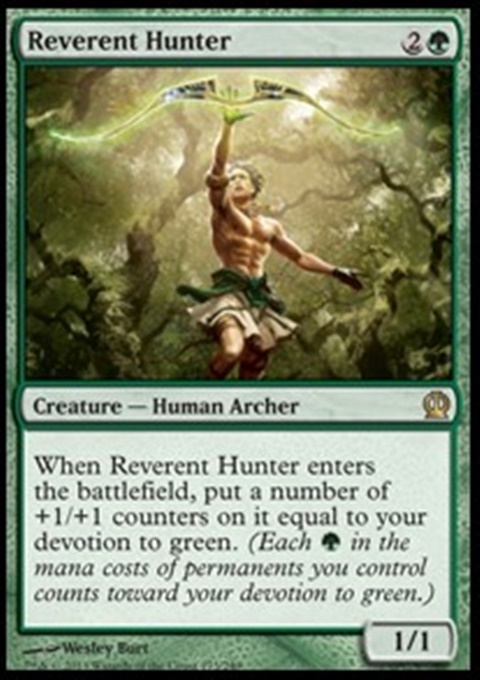 Reverent Hunter 2
Creature — Human Archer
When Reverent Hunter enters
the battlefield, put a number of
+1/+1 counters on it equal to your
devotion to green. (Each in the
mana costs of permanents you control
counts toward your devotion to green.)
Wesley Burt
1/1